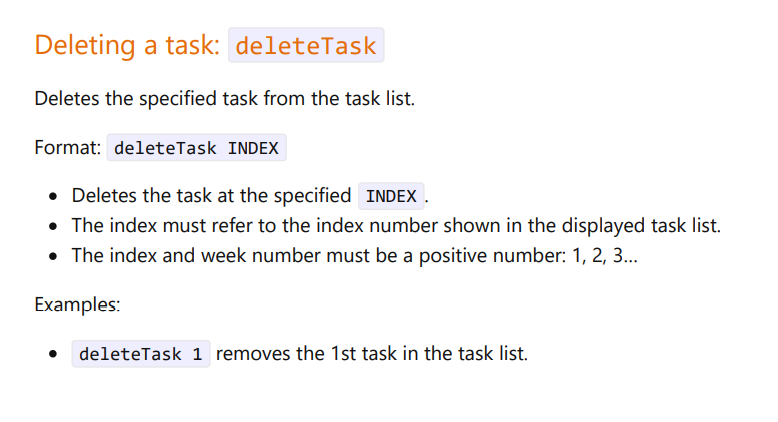 Deleting a task: deleteTask
Deletes the specified task from the task list.
Format: deleteTask INDEX
• Deletes the task at the specified INDEX.
• The index must refer to the index number shown in the displayed task list.
• The index and week number must be a positive number: 1, 2, 3…
Examples:
• deleteTask 1 removes the 1st task in the task list.